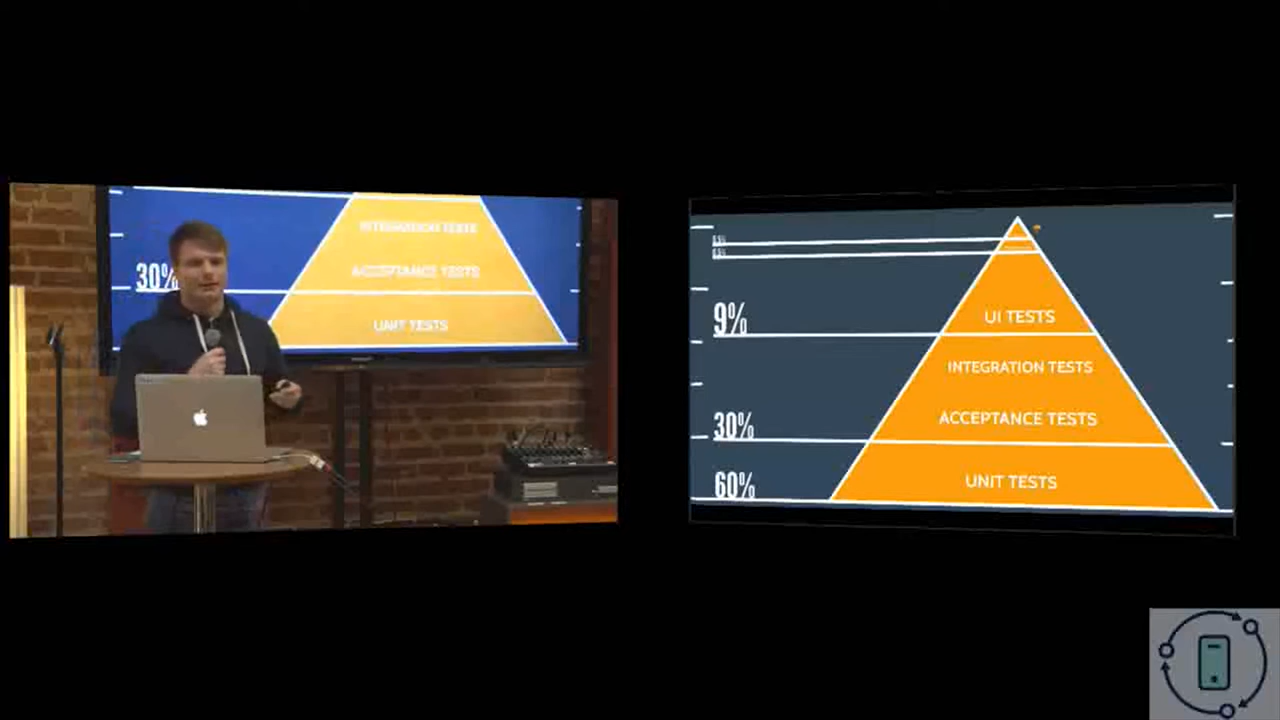 INTEGRATION TESTS
30%
ACCEPTANCE TESTS
UNIT TESTS
9%
UI TESTS
INTEGRATION TESTS
30%
ACCEPTANCE TESTS
60%
UNIT TESTS